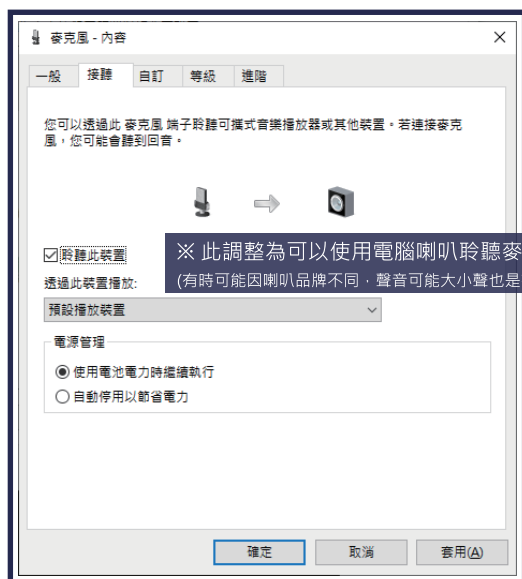 麥克風 - 內容
一般 接聽 自訂 等級 進階
您可以透過此 麥克風 端子聆聽可攜式音樂播放器或其他裝置。若連接麥克
風，您可能會聽到回音。
聆聽此裝置
※ 此調整為可以使用電腦喇叭聆聽麥
透過此裝置播放:
(有時可能因喇叭品牌不同，聲音可能大小聲也是
預設播放裝置
電源管理
使用電池電力時繼續執行
自動停用以節省電力
確定 取消 套用(A)